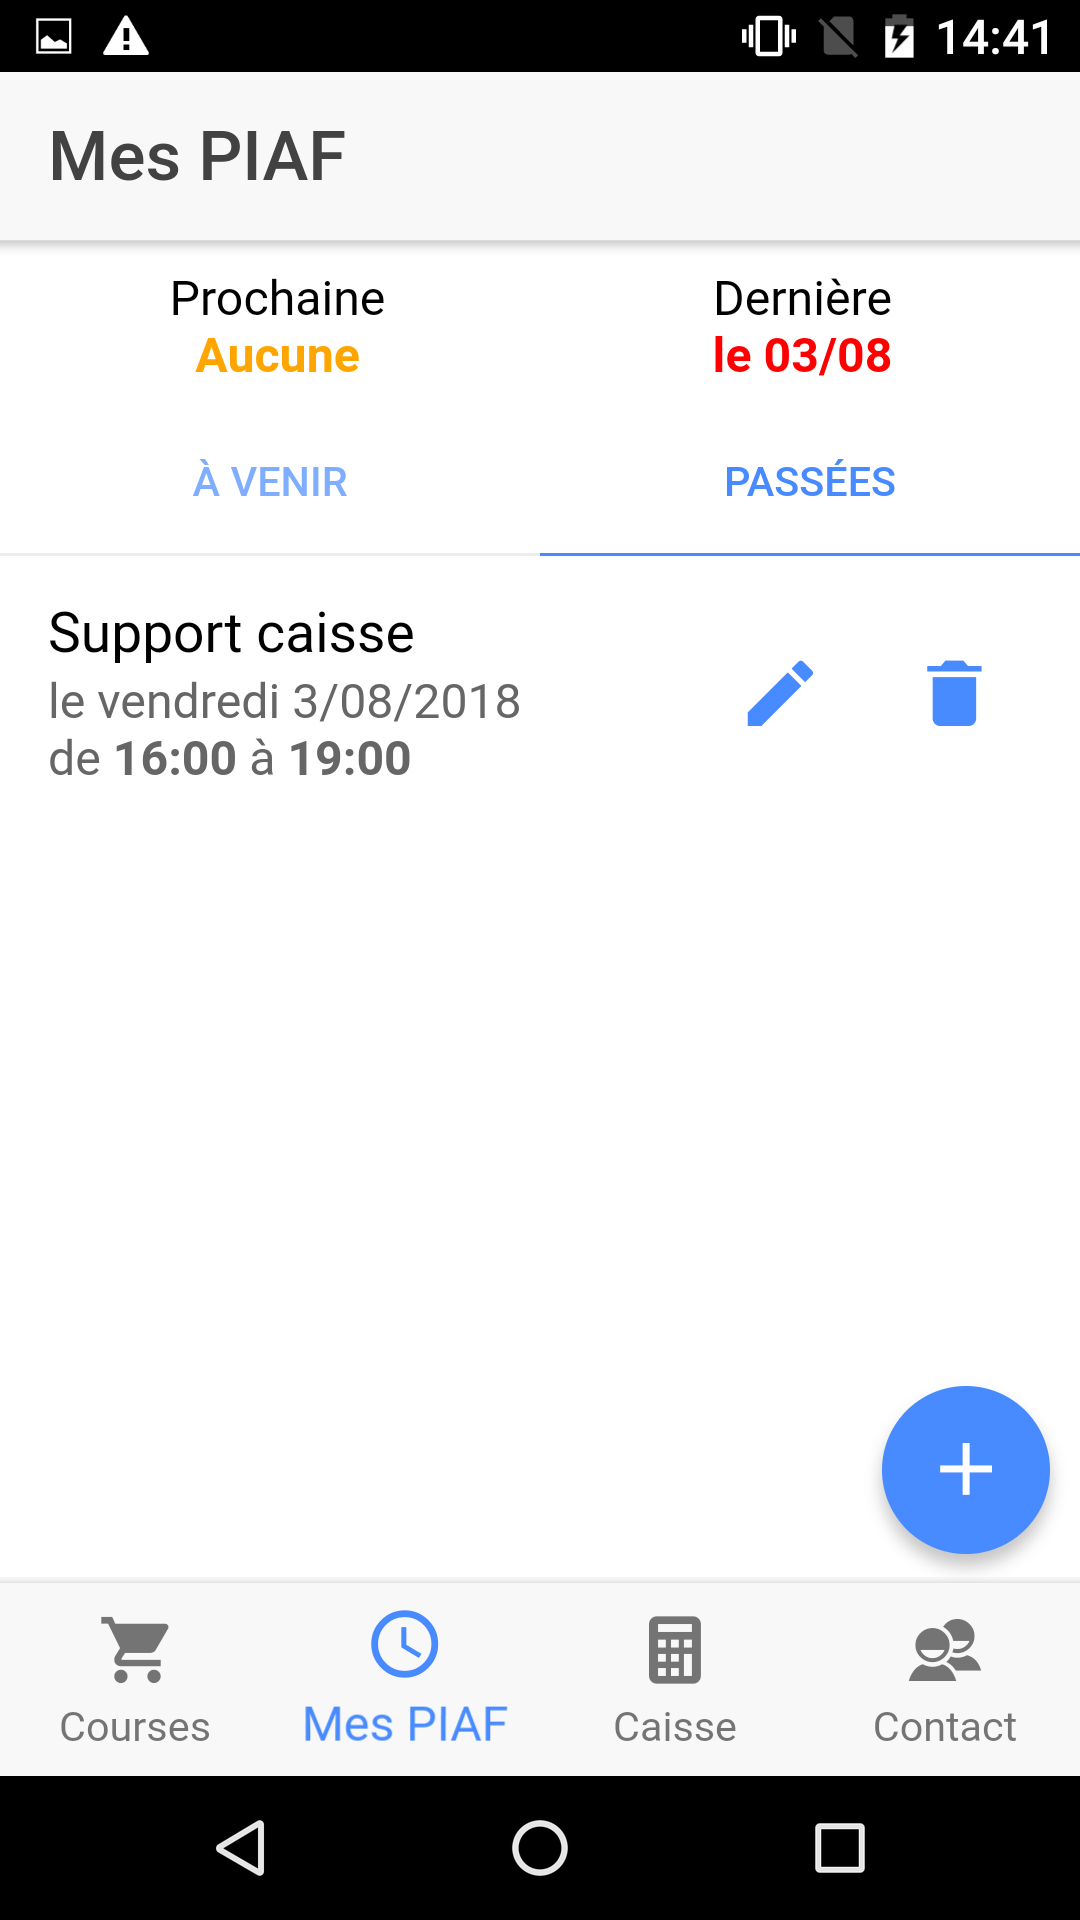 14:41
Mes PIAF
Prochaine
Aucune
Dernière
le 03/08
À VENIR
PASSÉES
Support caisse
le vendredi 3/08/2018
de 16:00 à 19:00
Courses
Mes PIAF
Caisse
Contact